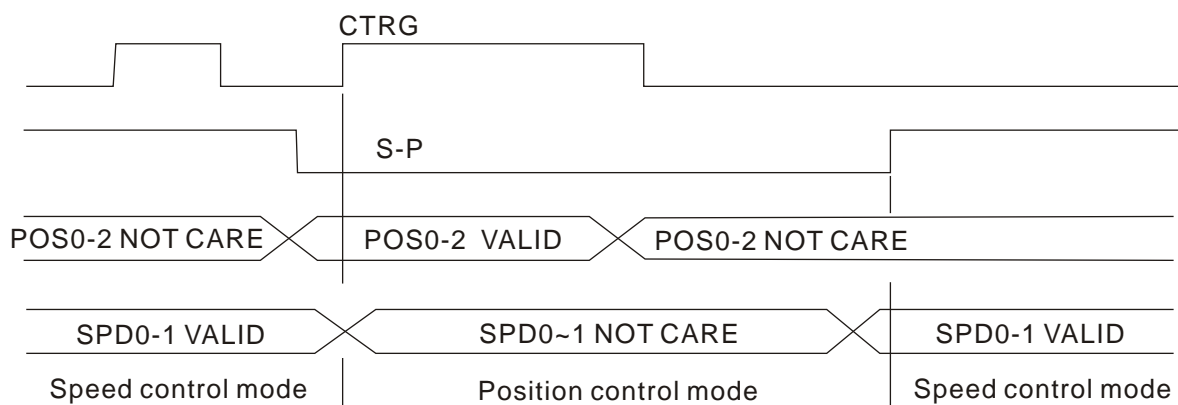 CTRG
S-P
POS0-2 NOT CARE POS0-2 VALID POS0-2 NOT CARE
SPD0-1 VALID SPD0~1 NOT CARE SPD0-1 VALID
Speed control mode Position control mode Speed control mode